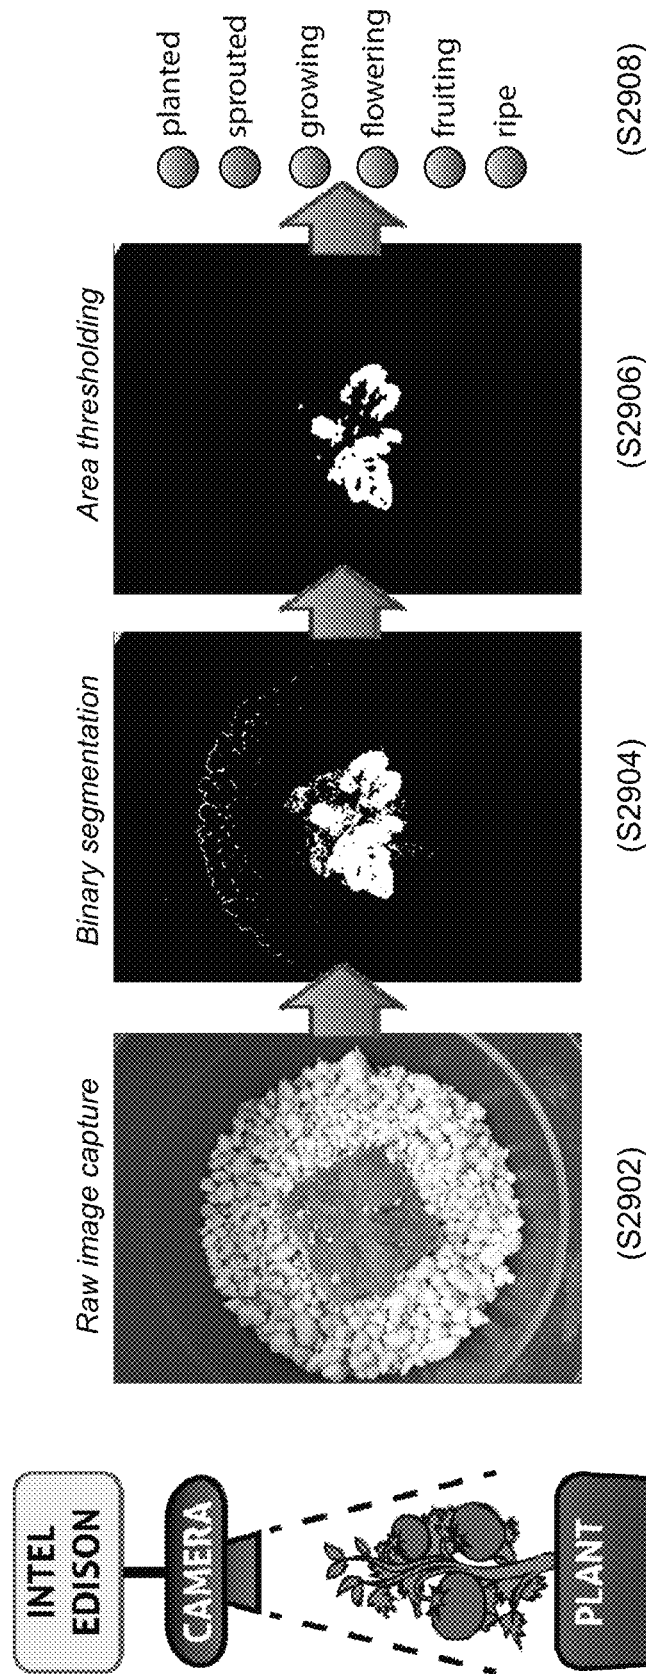 INTEL
EDISON
CAMERA
PLANT
Raw image capture
(S2902)
Binary segmentation
(S2904)
Area thresholding
(S2906)
planted
sprouted
growing
flowering
fruiting
ripe
(S2908)